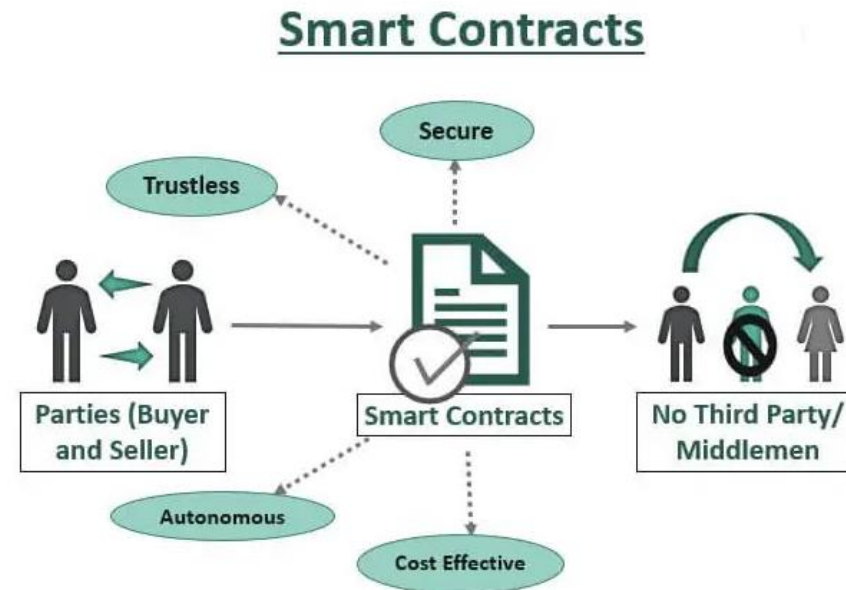 Smart Contracts
Secure
Trustless
Parties (Buyer
and Seller)
Smart Contracts
No Third Party/
Middlemen
Autonomous
Cost Effective